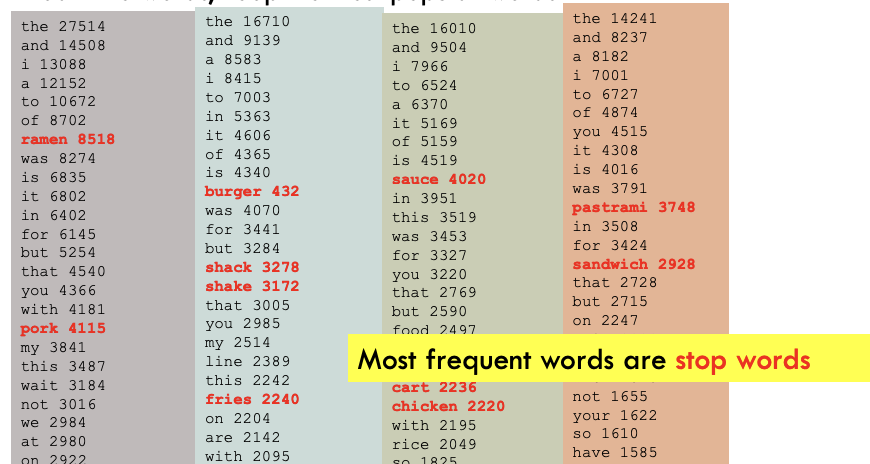 the 27514
and 14508
i 13088
a 12152
to 10672
of 8702
ramen 8518
was 8274
is 6835
it 6802
in 6402
for 6145
but 5254
that 4540
you 4366
with 4181
pork 4115
my 3841
this 3487
wait 3184
not 3016
we 2984
at 2980
on 2922
the 16710
and 9139
a 8583
i 8415
to 7003
in 5363
it 4606
of 4365
is 4340
burger 432
was 4070
for 3441
but 3284
shack 3278
shake 3172
that 3005
you 2985
my 2514
line 2389
this 2242
fries 2240
on 2204
are 2142
with 2095
the 16010
and 9504
i 7966
to 6524
a 6370
it 5169
of 5159
is 4519
sauce 4020
in 3951
this 3519
was 3453
for 3327
you 3220
that 2769
but 2590
food 2497
cart 2236
chicken 2220
with 2195
rice 2049
so 1825
the 14241
and 8237
a 8182
i 7001
to 6727
of 4874
you 4515
it 4308
is 4016
was 3791
pastrami 3748
in 3508
for 3424
sandwich 2928
that 2728
but 2715
on 2247
not 1655
your 1622
so 1610
have 1585
Most frequent words are stop words